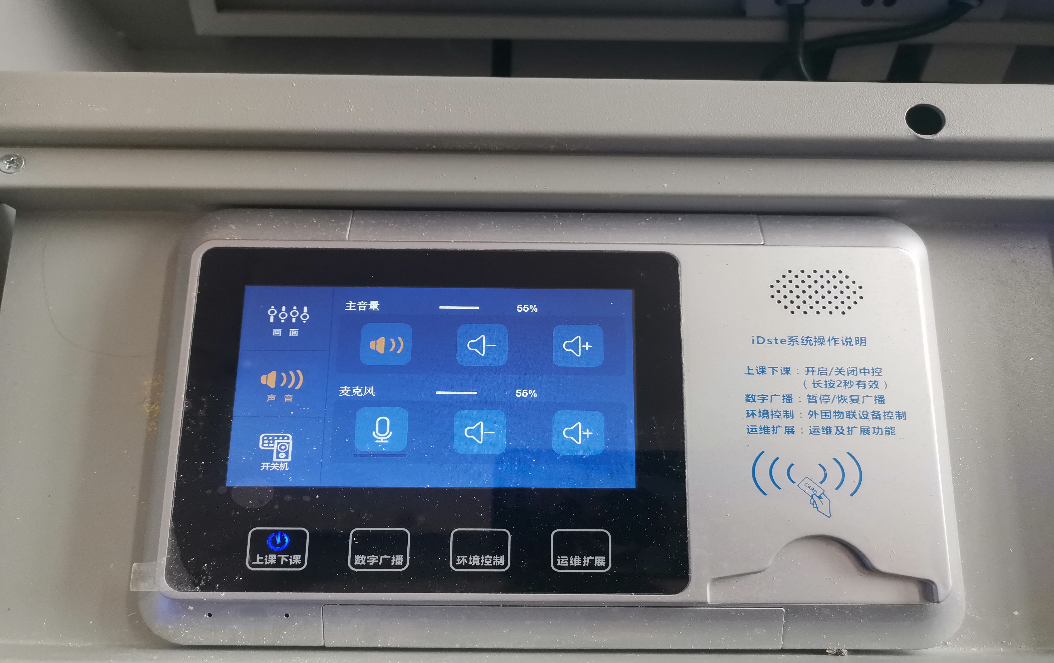 画面
主音量 55%
声音
麦克风 55%
开关机
上课下课
数字广播
环境控制
运维扩展
iDste系统操作说明
上课下课：开启/关闭中控
（长按2秒有效）
数字广播：暂停/恢复广播
环境控制：外国物联设备控制
运维扩展：运维及扩展功能